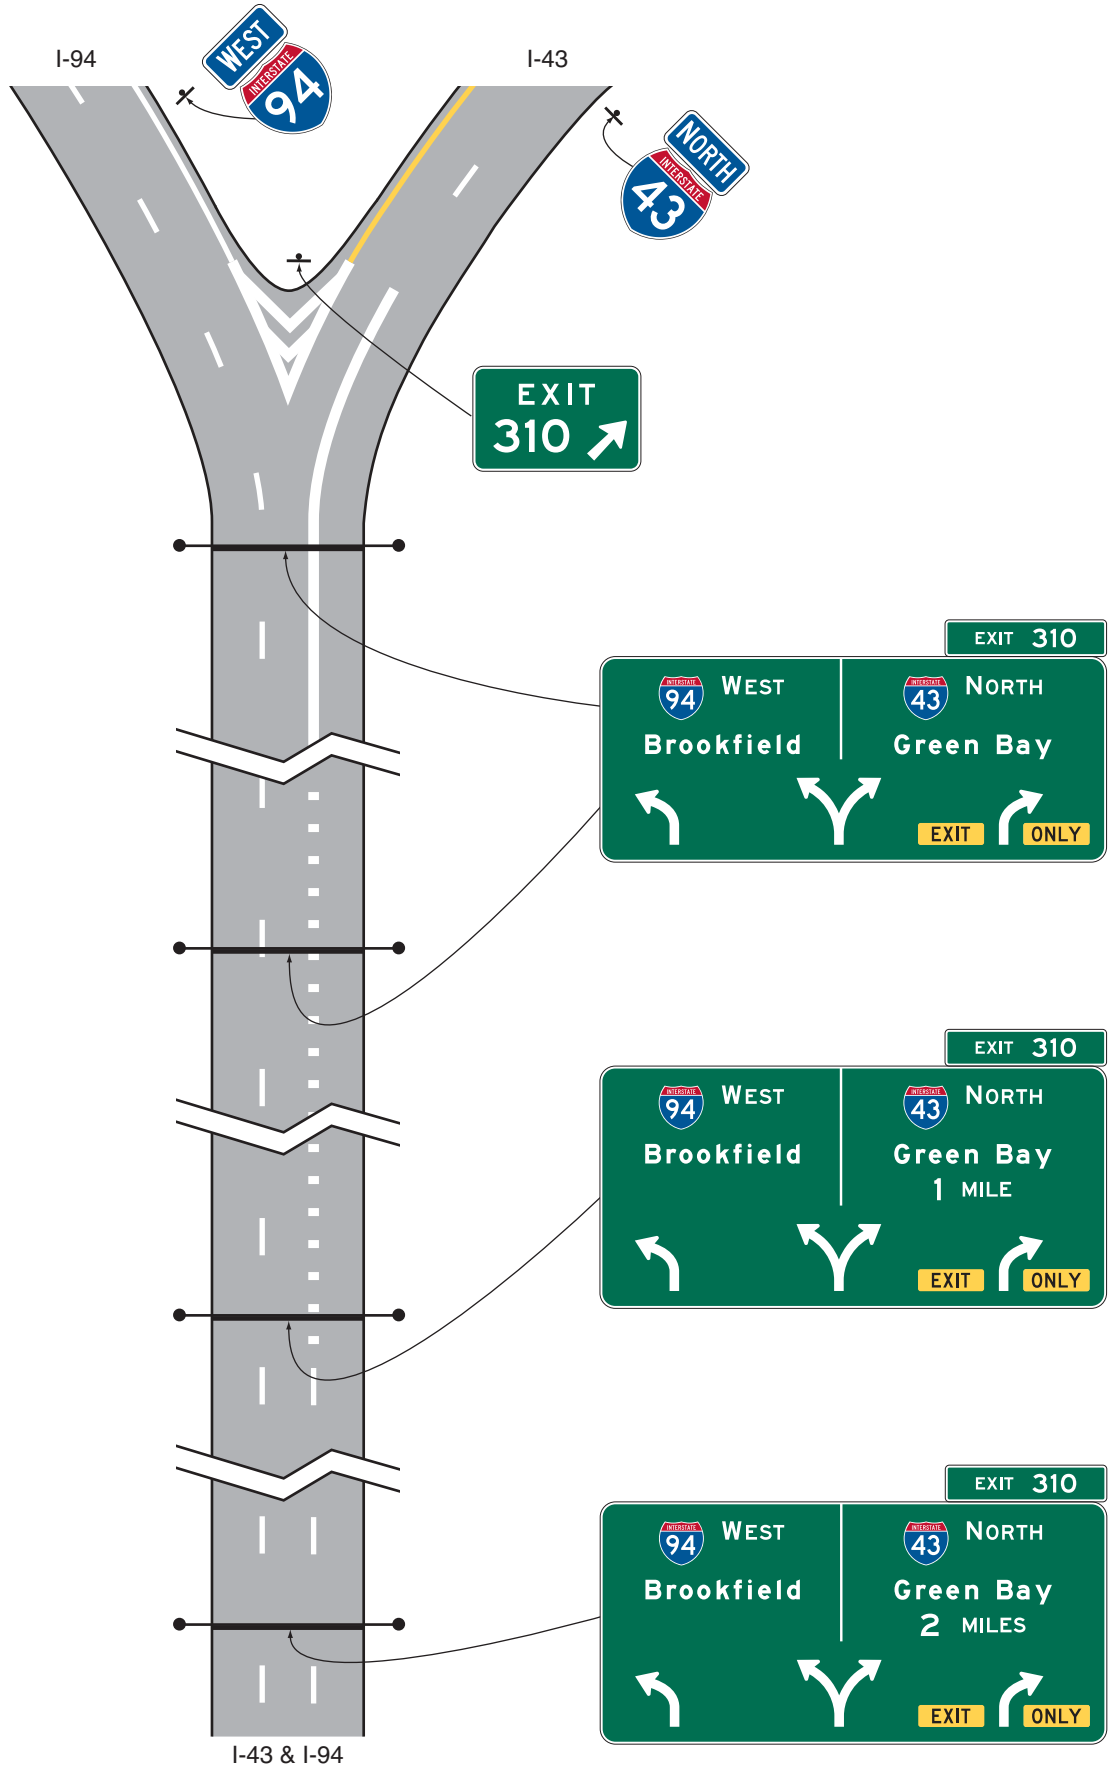 I-94
WEST
INTERSTATE
94
I-43
NORTH
INTERSTATE
43
EXIT
310
EXIT 310
INTERSTATE
94 WEST
Brookfield
INTERSTATE
43 NORTH
Green Bay
EXIT ONLY
EXIT 310
INTERSTATE
94 WEST
Brookfield
INTERSTATE
43 NORTH
Green Bay
1 MILE
EXIT ONLY
EXIT 310
INTERSTATE
94 WEST
Brookfield
INTERSTATE
43 NORTH
Green Bay
2 MILES
EXIT ONLY
I-43 & I-94